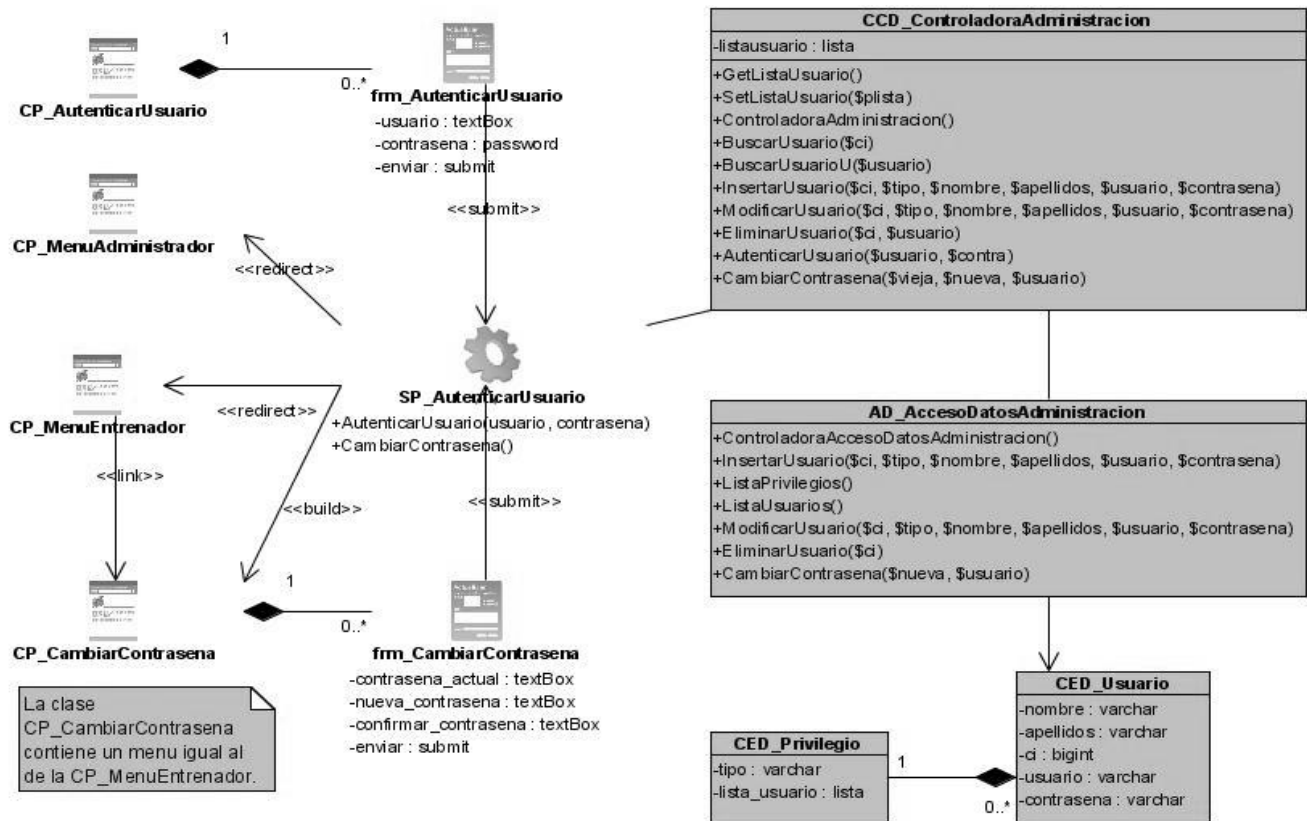 CP_AutenticarUsuario
1
0..*
frm_AutenticarUsuario
-usuario : textBox
-contrasena : password
-enviar : submit
<<submit>>
CP_MenuAdministrador
<<redirect>>
CP_MenuEntrenador
<<redirect>>
<<link>>
<<build>>
SP_AutenticarUsuario
+AutenticarUsuario(usuario, contrasena)
+CambiarContrasena()
<<submit>>
CP_CambiarContrasena
1
0..*
frm_CambiarContrasena
-contrasena_actual : textBox
-nueva_contrasena : textBox
-confirmar_contrasena : textBox
-enviar : submit
La clase
CP_CambiarContrasena
contiene un menu igual al
de la CP_MenuEntrenador.
CCD_ControladoraAdministracion
-listausuario : lista
+GetListaUsuario()
+SetListaUsuario($plista)
+ControladoraAdministracion()
+BuscarUsuario($ci)
+BuscarUsuarioU($usuario)
+InsertarUsuario($ci, $tipo, $nombre, $apellidos, $usuario, $contrasena)
+ModificarUsuario($ci, $tipo, $nombre, $apellidos, $usuario, $contrasena)
+EliminarUsuario($ci, $usuario)
+AutenticarUsuario($usuario, $contra)
+CambiarContrasena($vieja, $nueva, $usuario)
AD_AccesoDatosAdministracion
+ControladoraAccesoDatosAdministracion()
+InsertarUsuario($ci, $tipo, $nombre, $apellidos, $usuario, $contrasena)
+ListaPrivilegios()
+ListaUsuarios()
+ModificarUsuario($ci, $tipo, $nombre, $apellidos, $usuario, $contrasena)
+EliminarUsuario($ci)
+CambiarContrasena($nueva, $usuario)
CED_Privilegio
-tipo : varchar
-lista_usuario : lista
1
0..*
CED_Usuario
-nombre : varchar
-apellidos : varchar
-ci : bigint
-usuario : varchar
-contrasena : varchar